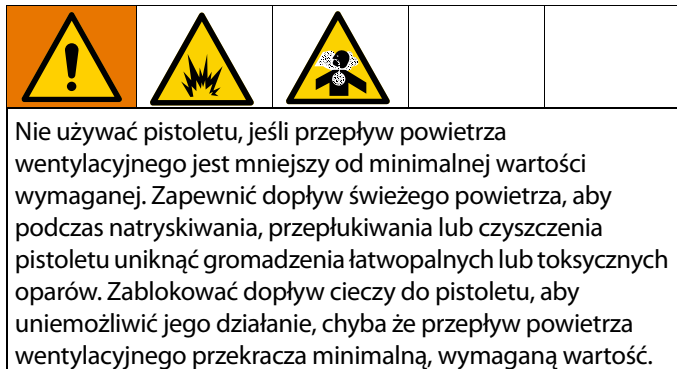 Nie używać pistoletu, jeśli przepływ powietrza
wentylacyjnego jest mniejszy od minimalnej wartości
wymaganej. Zapewnić dopływ świeżego powietrza, aby
podczas natryskiwania, przepłukiwania lub czyszczenia
pistoletu uniknąć gromadzenia łatwopalnych lub toksycznych
oparów. Zablokować dopływ cieczy do pistoletu, aby
uniemożliwić jego działanie, chyba że przepływ powietrza
wentylacyjnego przekracza minimalną, wymaganą wartość.